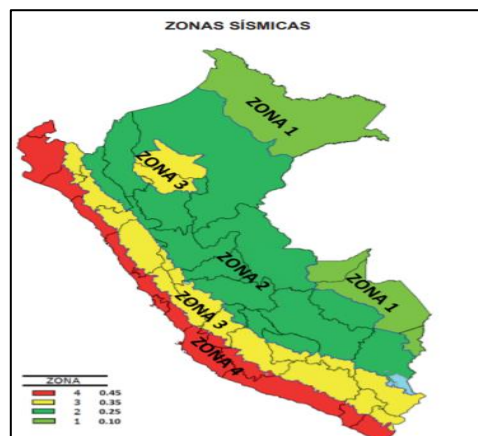 ZONAS SÍSMICAS
ZONA 1
ZONA 3
ZONA 2
ZONA 1
ZONA 3
ZONA 4
ZONA
4 0.45
3 0.35
2 0.25
1 0.10